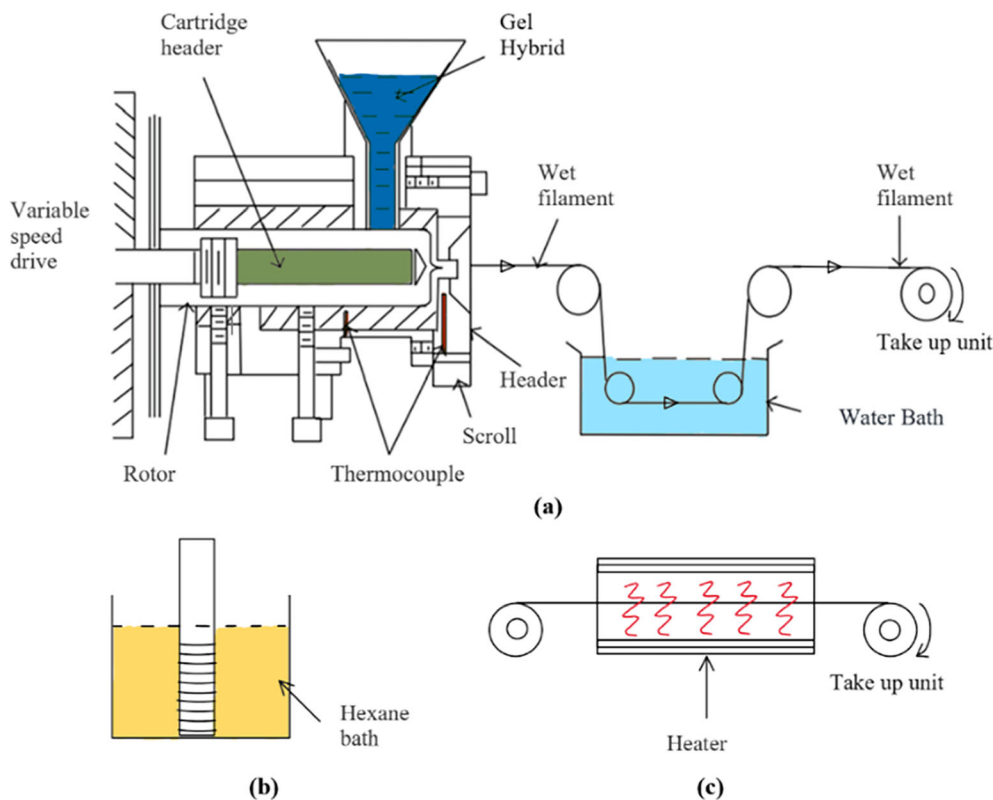 Cartridge
header
Gel
Hybrid
Variable
speed
drive
Wet
filament
Wet
filament
Take up unit
Header
Water Bath
Scroll
Rotor
Thermocouple
(a)
Hexane
bath
Take up unit
Heater
(b)
(c)